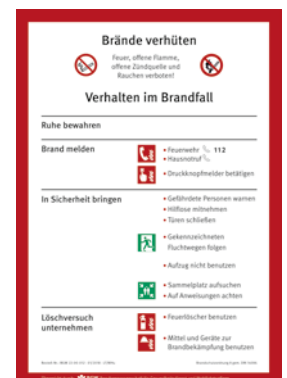 Brände verhüten
Feuer, offene Flamme,
offene Zündquelle und
Rauchen verboten!
Verhalten im Brandfall
Ruhe bewahren
Brand melden
• Feuerwehr 112
• Hausnotruf
• Druckknopfmelder betätigen
In Sicherheit bringen
• Gefährdete Personen warnen
• Hilflose mitnehmen
• Türen schließen
• Gekennzeichneten
Fluchtwegen folgen
• Aufzug nicht benutzen
• Sammelplatz aufsuchen
• Auf Anweisungen achten
Löschversuch
unternehmen
• Feuerlöscher benutzen
• Mittel und Geräte zur
Brandbekämpfung benutzen